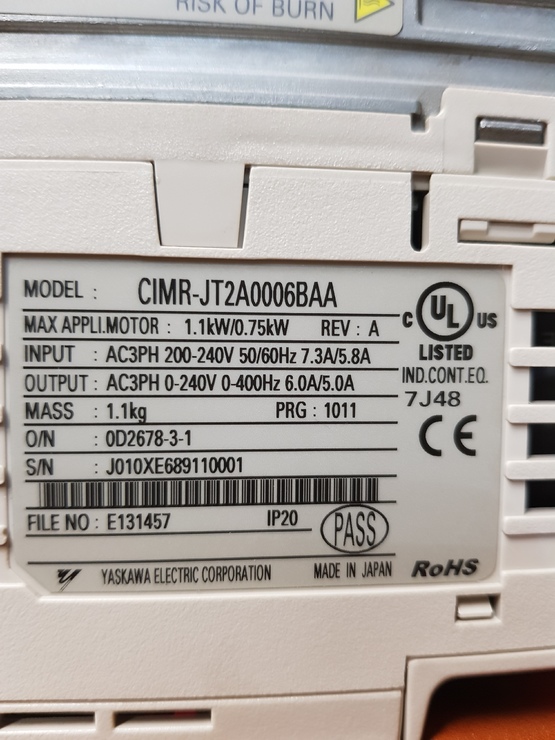 RISK OF BURN
MODEL : CIMR-JT2A0006BAA
MAX APPLI.MOTOR : 1.1kW/0.75kW REV : A
INPUT : AC3PH 200-240V 50/60Hz 7.3A/5.8A
OUTPUT : AC3PH 0-240V 0-400Hz 6.0A/5.0A
MASS : 1.1kg PRG : 1011
O/N : 0D2678-3-1
S/N : J010XE689110001
FILE NO : E131457 IP20
PASS
YASKAWA ELECTRIC CORPORATION MADE IN JAPAN
C UL US
LISTED
IND.CONT.EQ.
7J48
CE
RoHS